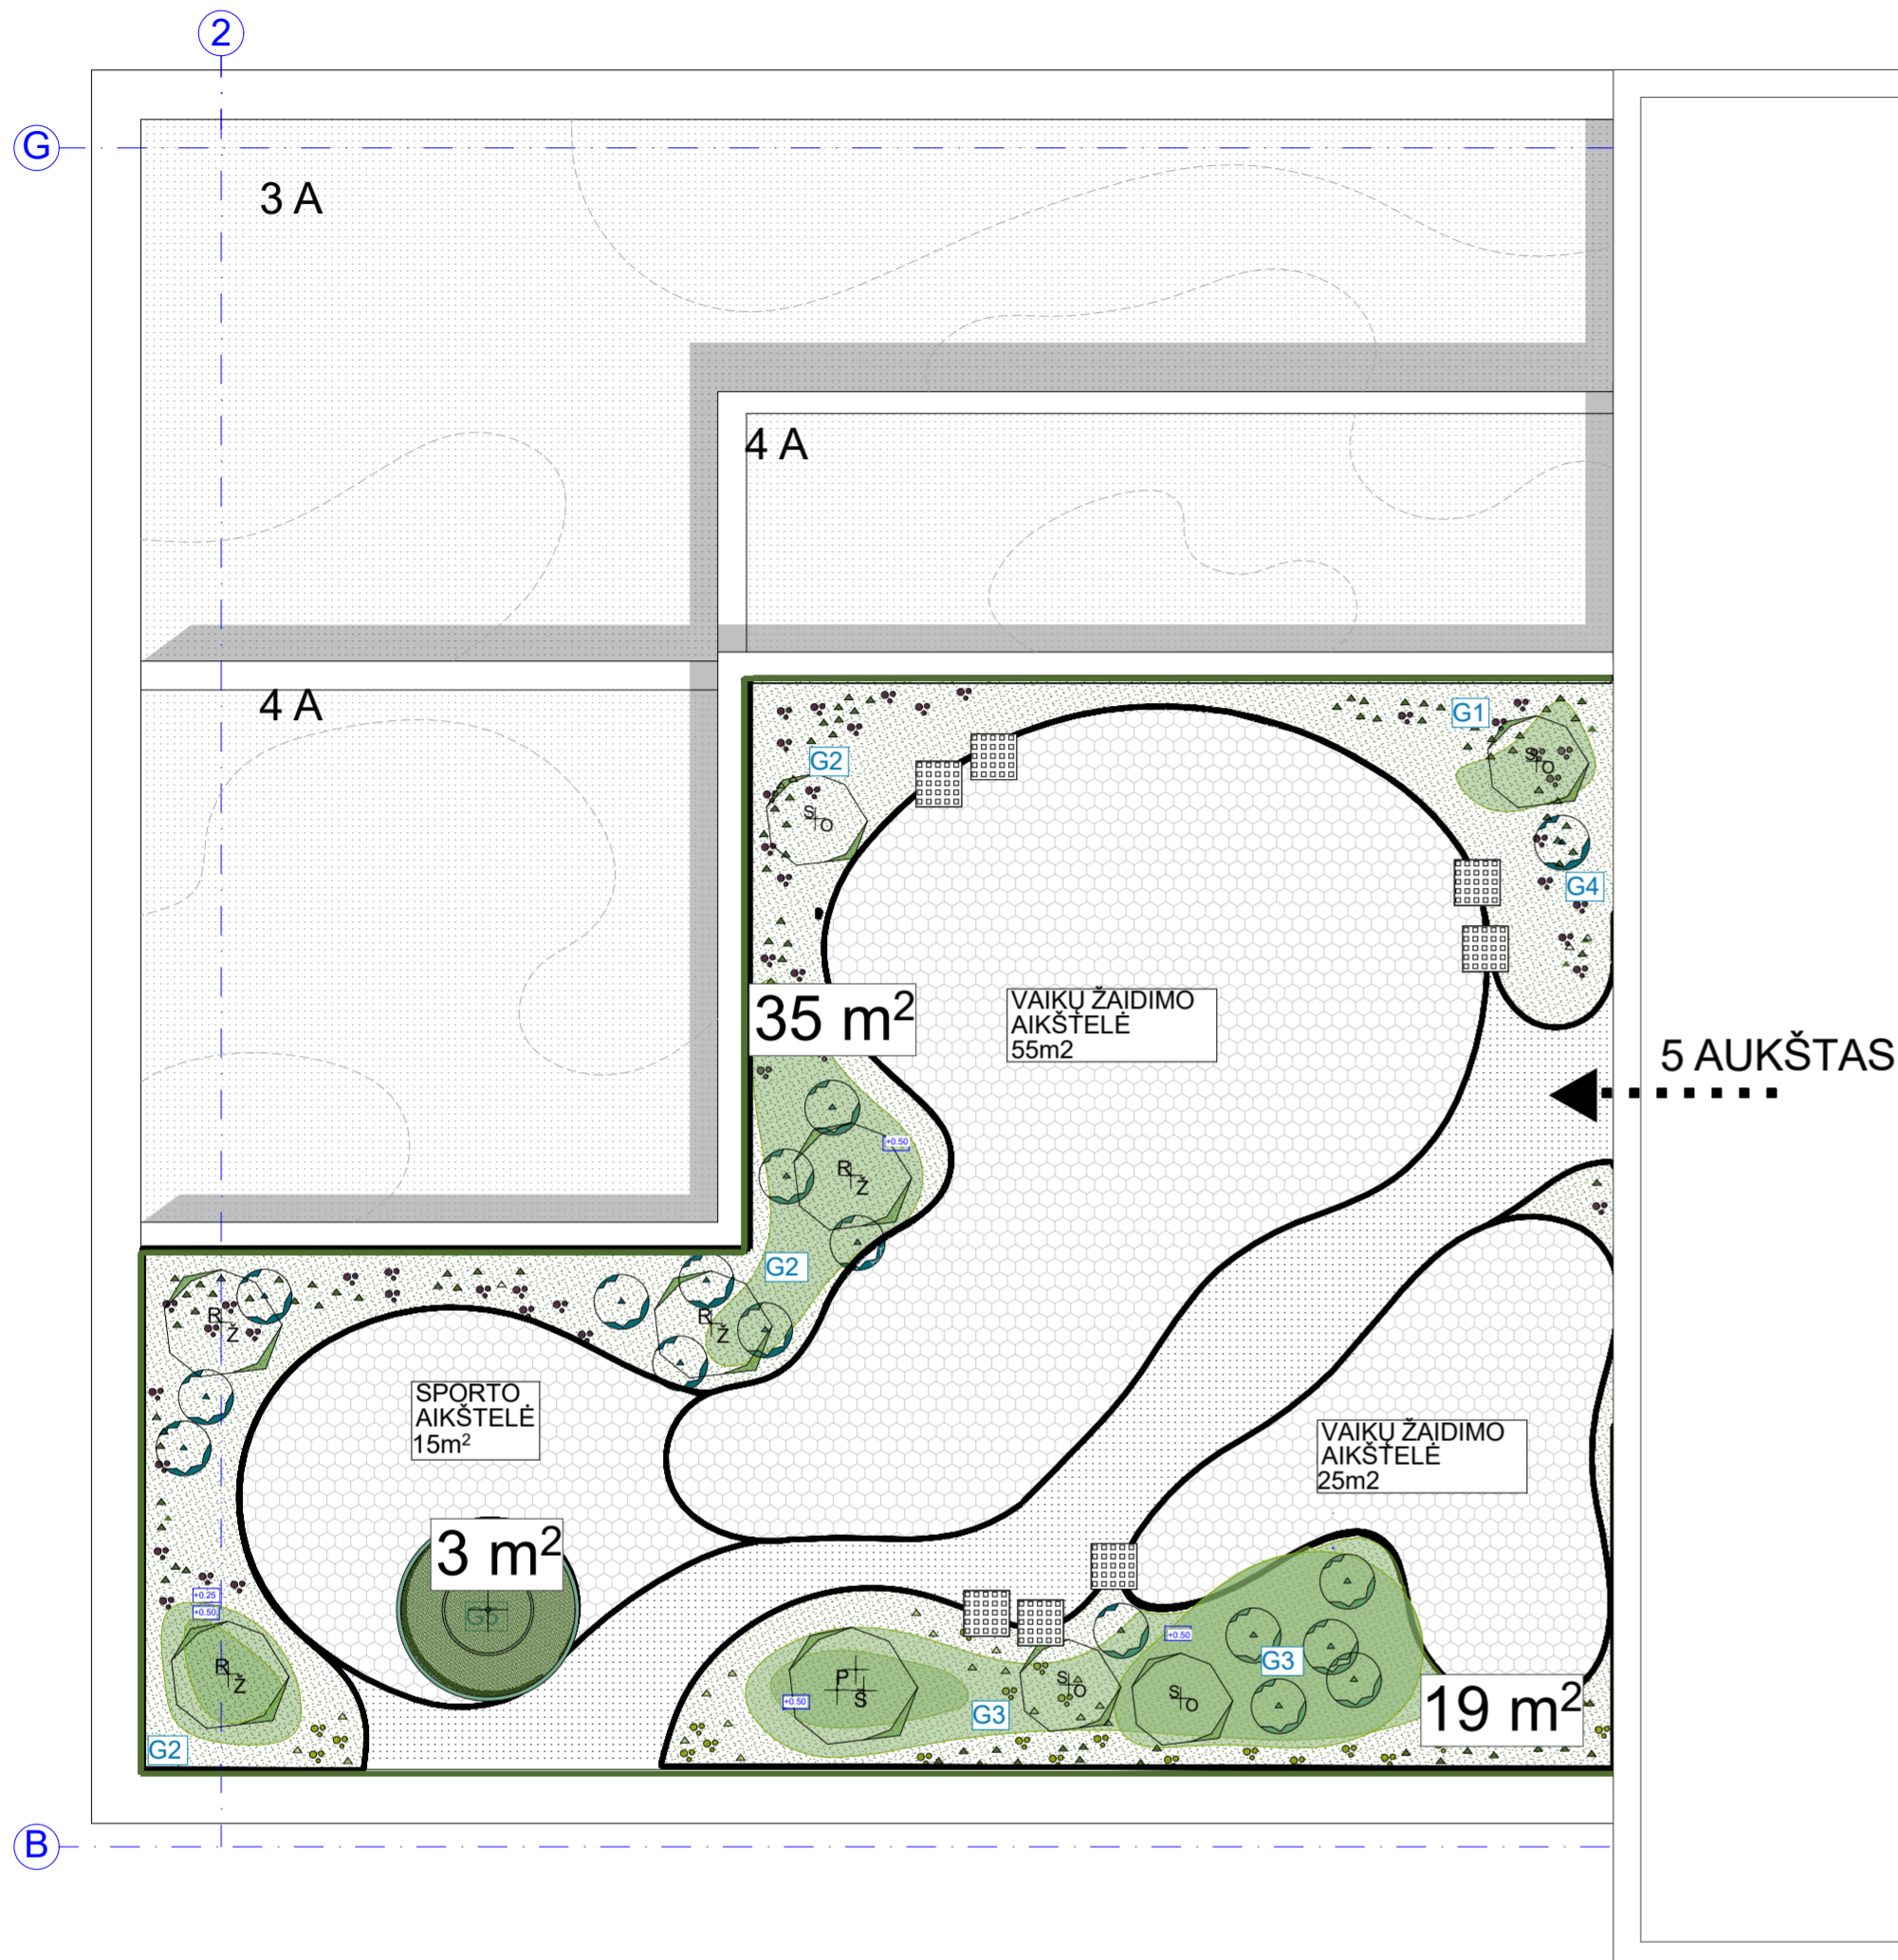 2
G
3 A
4 A
4 A
G1
G2
S O
S O
G4
35 m²
VAIKŲ ŽAIDIMO
AIKŠTELĖ
55m2
5 AUKŠTAS
+0.50
R Ž
G2
R Ž
R Ž
SPORTO
AIKŠTELĖ
15m²
VAIKŲ ŽAIDIMO
AIKŠTELĖ
25m2
3 m²
G5
+0.25
+0.50
+0.50
R Ž
P S
S O
S O
G3
+0.50
G3
19 m²
G2
B